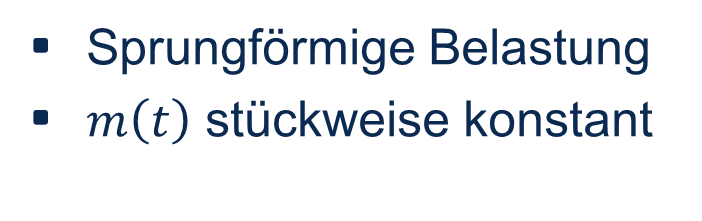 ▪ Sprungförmige Belastung
▪ m(t) stückweise konstant